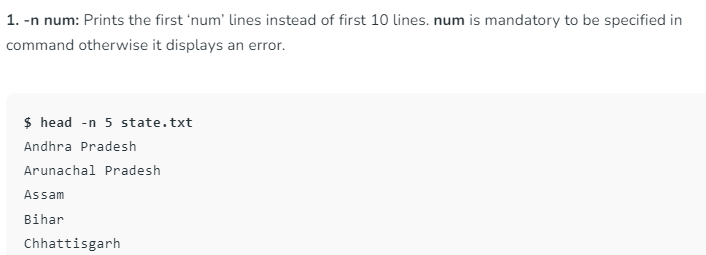 1. -n num: Prints the first ‘num’ lines instead of first 10 lines. num is mandatory to be specified in
command otherwise it displays an error.
$ head -n 5 state.txt
Andhra Pradesh
Arunachal Pradesh
Assam
Bihar
Chhattisgarh